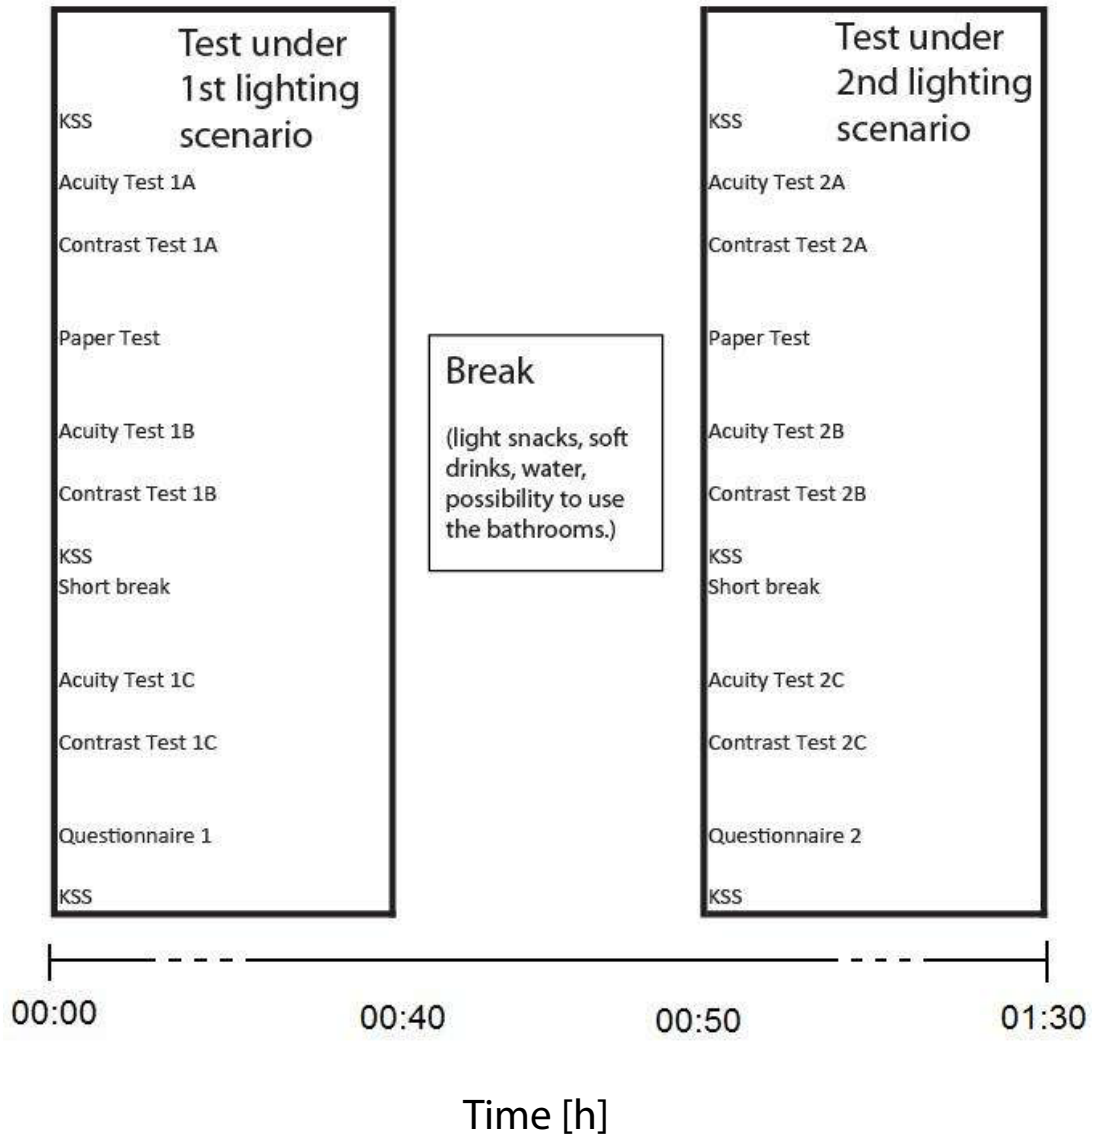 Test under
1st lighting
scenario
KSS
Acuity Test 1A
Contrast Test 1A
Paper Test
Acuity Test 1B
Contrast Test 1B
KSS
Short break
Acuity Test 1C
Contrast Test 1C
Questionnaire 1
KSS
Break
(light snacks, soft
drinks, water,
possibility to use
the bathrooms.)
Test under
2nd lighting
scenario
KSS
Acuity Test 2A
Contrast Test 2A
Paper Test
Acuity Test 2B
Contrast Test 2B
KSS
Short break
Acuity Test 2C
Contrast Test 2C
Questionnaire 2
KSS
00:00
00:40
00:50
01:30
Time [h]